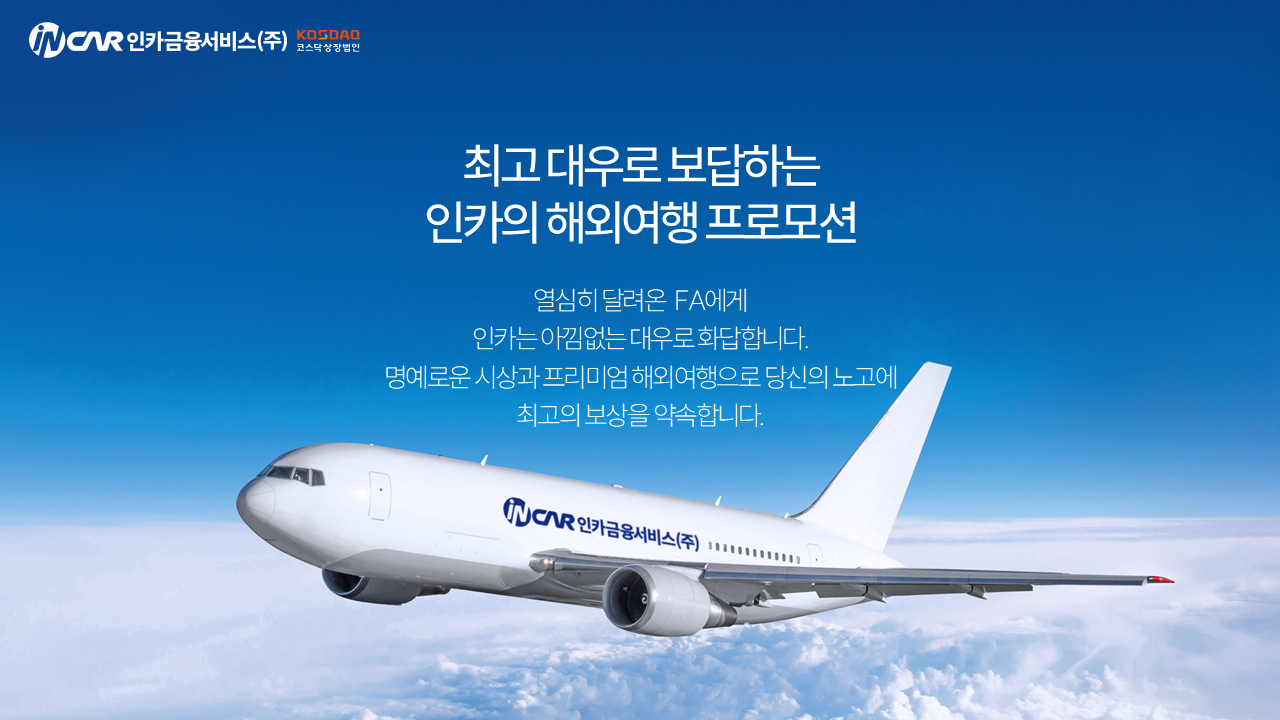 INCAR 인카금융서비스(주) KOSDAQ 코스닥상장법인
최고 대우로 보답하는
인카의 해외여행 프로모션
열심히 달려온 FA에게
인카는 아낌없는 대우로 화답합니다.
명예로운 시상과 프리미엄 해외여행으로 당신의 노고에
최고의 보상을 약속합니다.
INCAR 인카금융서비스(주)